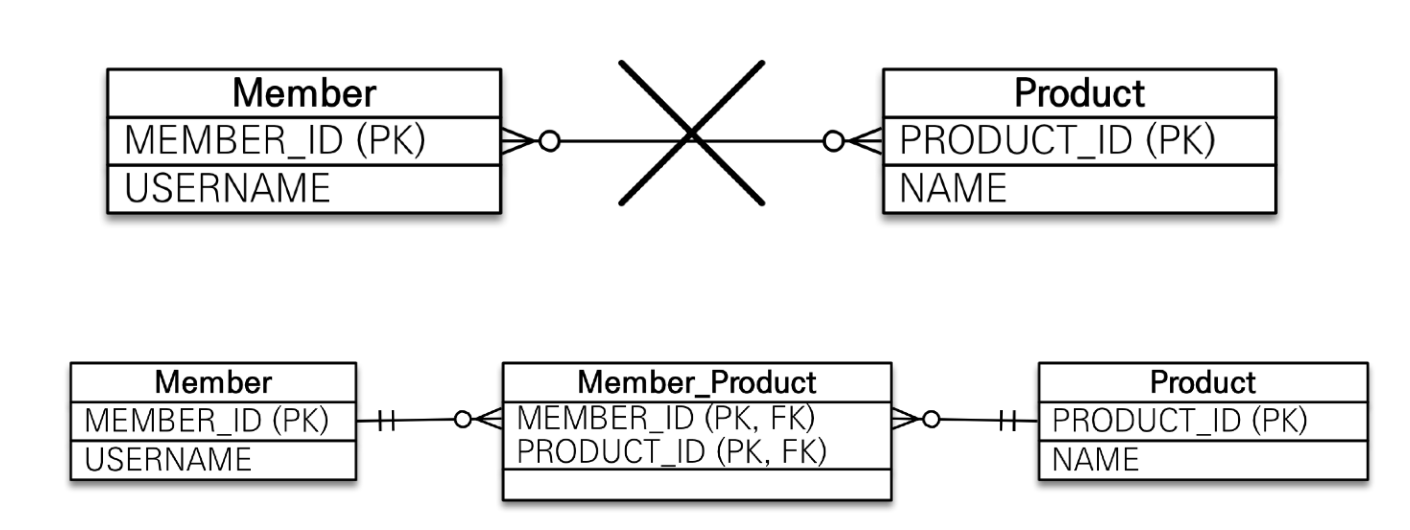 Member
MEMBER_ID (PK)
USERNAME
Product
PRODUCT_ID (PK)
NAME
Member
MEMBER_ID (PK)
USERNAME
Member_Product
MEMBER_ID (PK, FK)
PRODUCT_ID (PK, FK)
Product
PRODUCT_ID (PK)
NAME